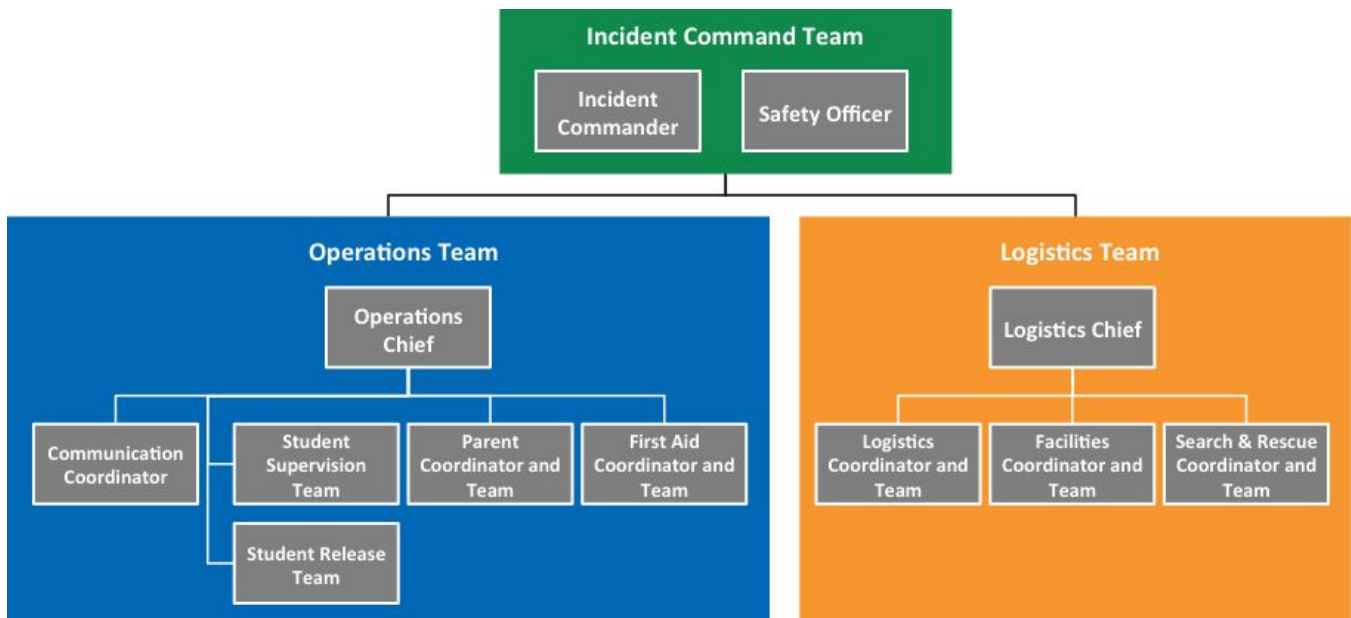 Incident Command Team
Incident
Commander
Safety Officer
Operations Team
Operations
Chief
Communication
Coordinator
Student
Supervision
Team
Parent
Coordinator and
Team
First Aid
Coordinator and
Team
Student Release
Team
Logistics Team
Logistics Chief
Logistics
Coordinator and
Team
Facilities
Coordinator and
Team
Search & Rescue
Coordinator and
Team